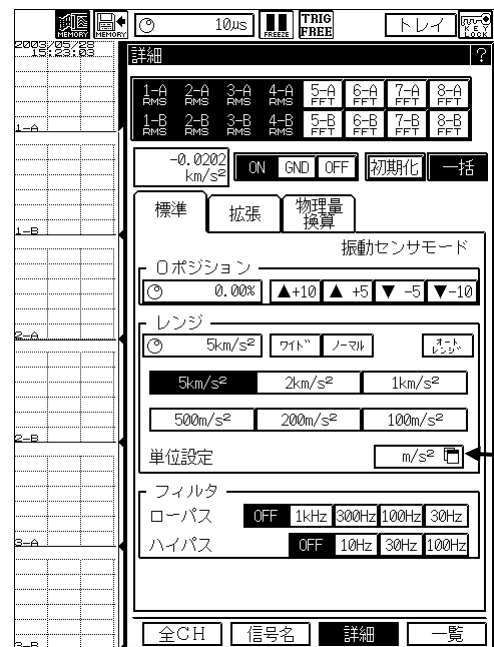 MEMORY MEMORY 10μs FREEZE TRIG FREE トレイ KEY LOCK
2003/05/28
15:23:03
詳細 ?
1-A 2-A 3-A 4-A 5-A 6-A 7-A 8-A
RMS RMS RMS RMS FFT FFT FFT FFT
1-B 2-B 3-B 4-B 5-B 6-B 7-B 8-B
RMS RMS RMS RMS FFT FFT FFT FFT
1-A
-0.0202 km/s² ON GND OFF 初期化 一括
標準 拡張 物理量換算
1-B
振動センサモード
0ポジション
0.00% ▲+10 ▲ +5 ▼ -5 ▼-10
レンジ
2-A
5km/s² ワイド ノーマル オートレンジ
5km/s² 2km/s² 1km/s²
500m/s² 200m/s² 100m/s²
2-B
単位設定 m/s²
フィルタ
ローパス OFF 1kHz 300Hz 100Hz 30Hz
3-A
ハイパス OFF 10Hz 30Hz 100Hz
3-B
全CH 信号名 詳細 一覧